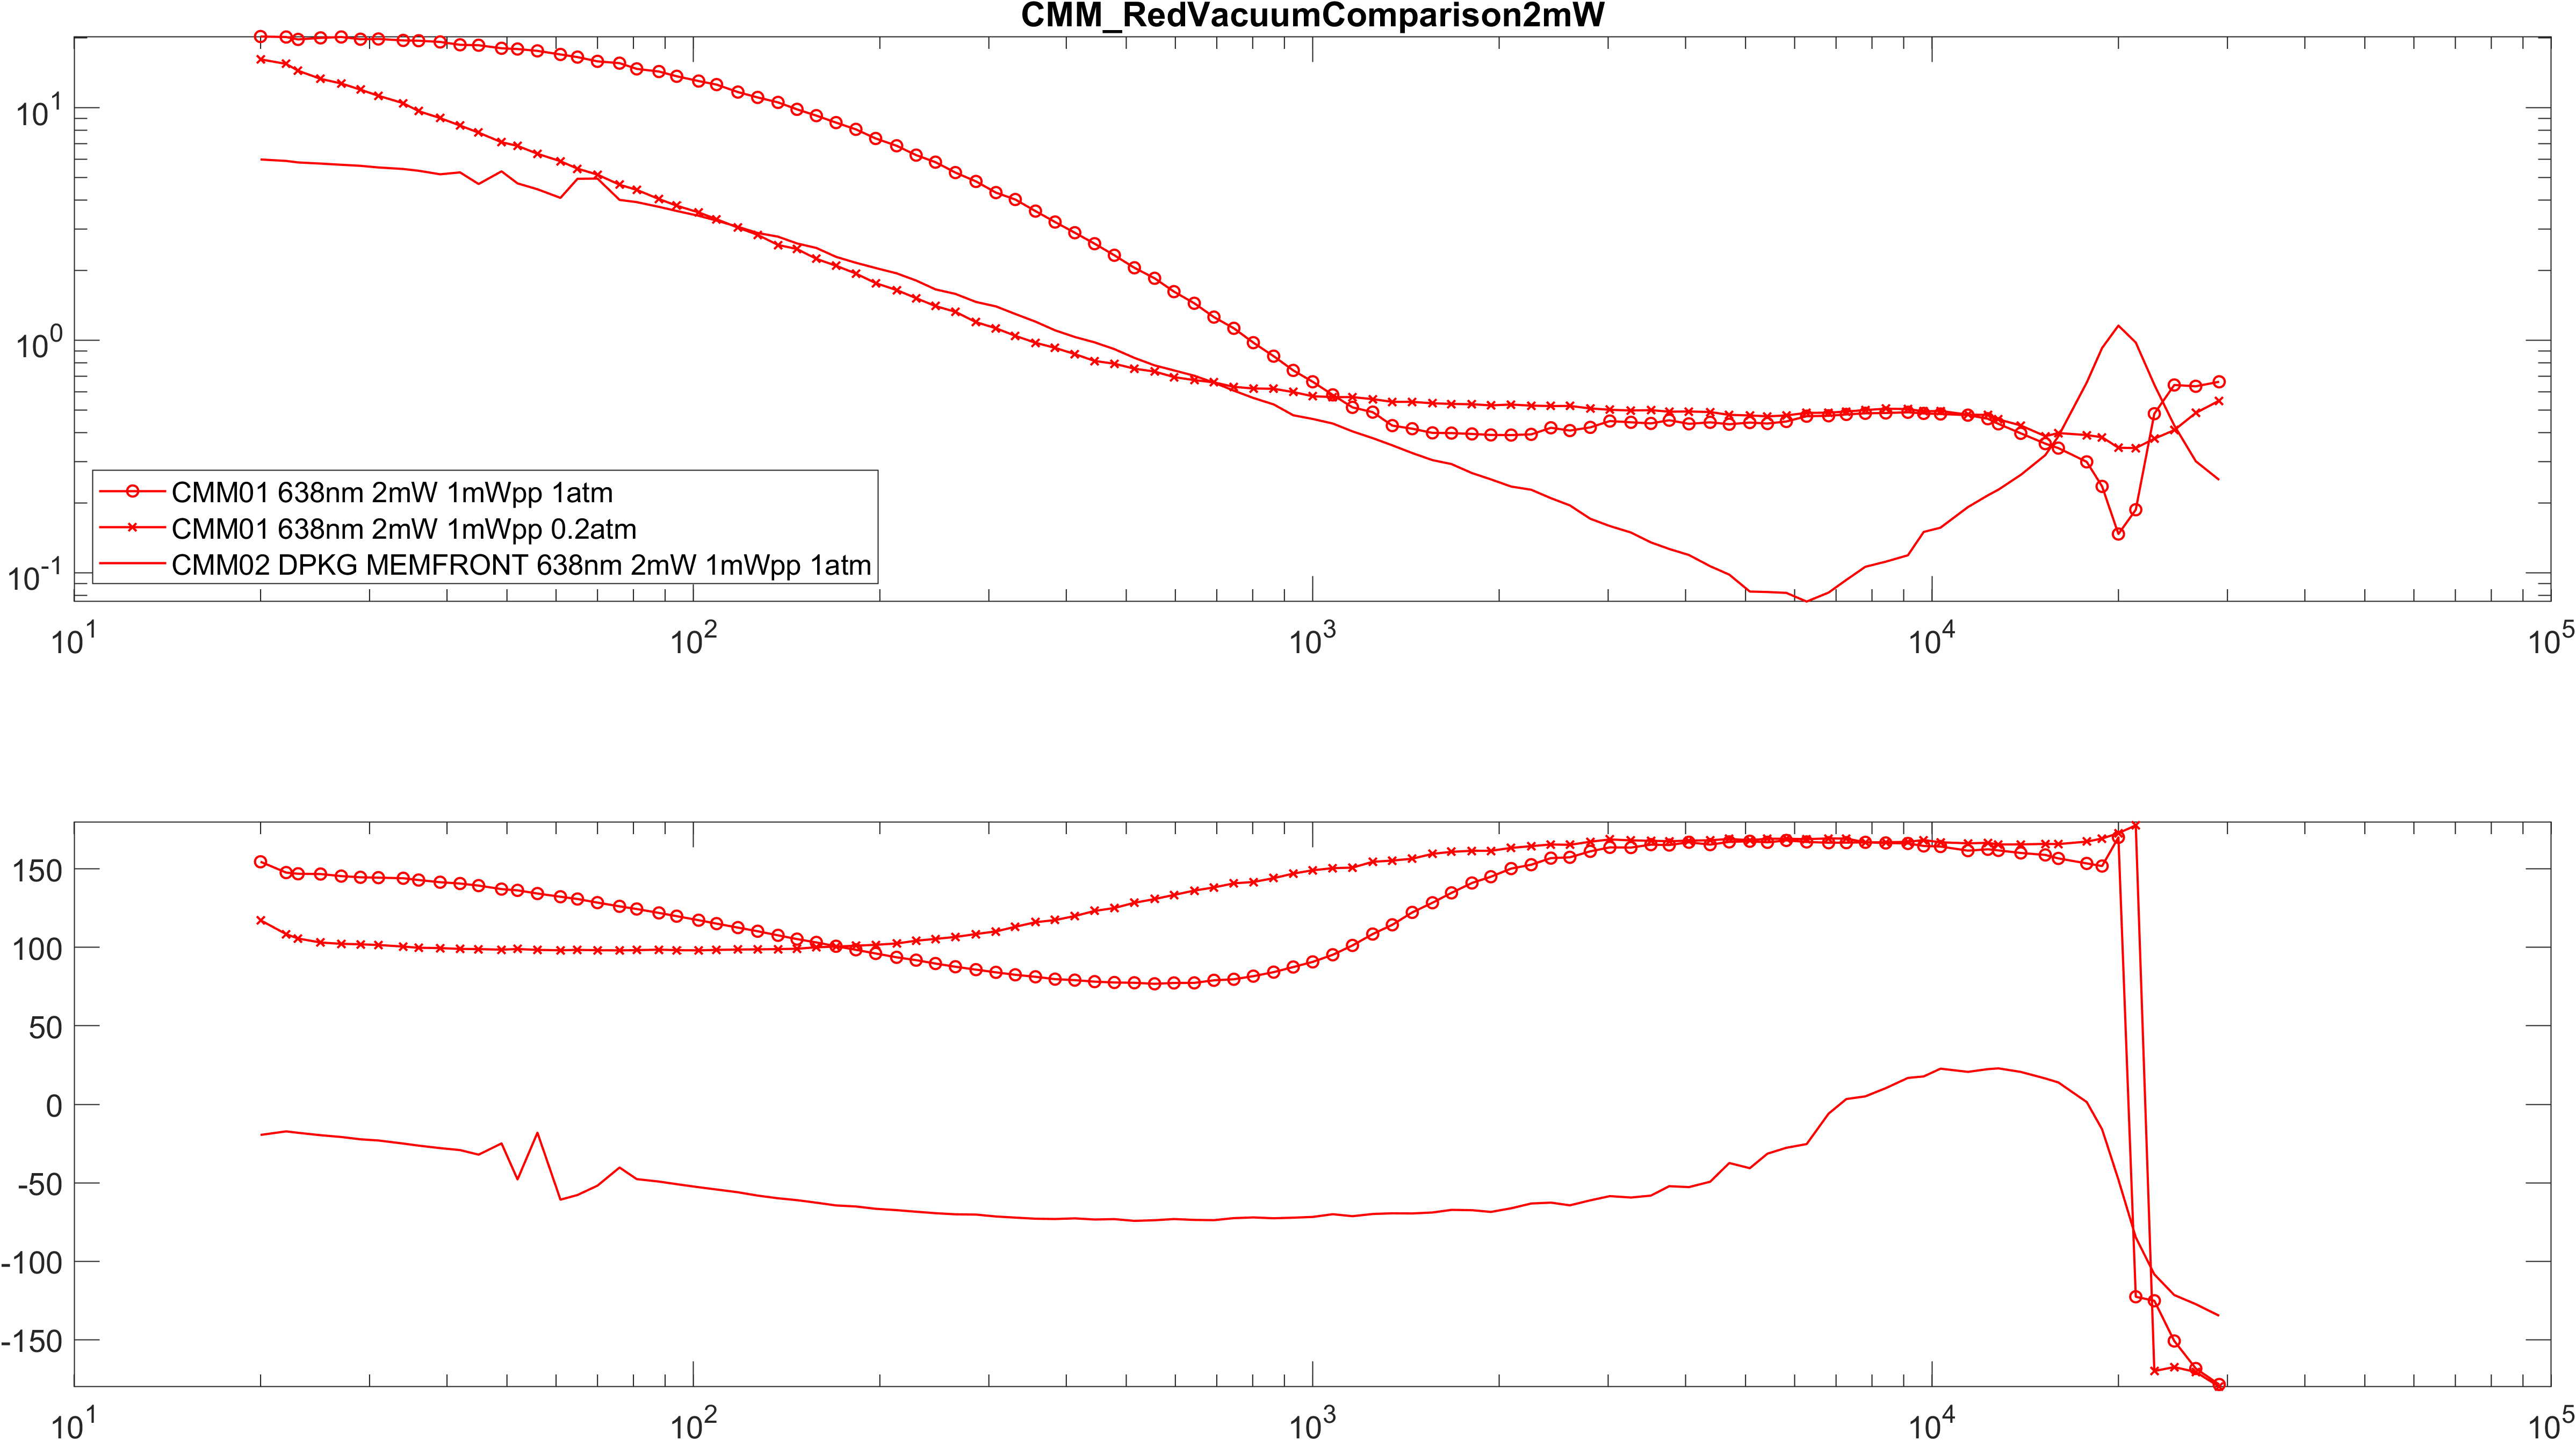 CMM_RedVacuumComparison2mW
10^1
10^0
10^-1
CMM01 638nm 2mW 1mWpp 1atm
CMM01 638nm 2mW 1mWpp 0.2atm
CMM02 DPKG MEMFRONT 638nm 2mW 1mWpp 1atm
10^1 10^2 10^3 10^4 10^5
150
100
50
0
-50
-100
-150
10^1 10^2 10^3 10^4 10^5